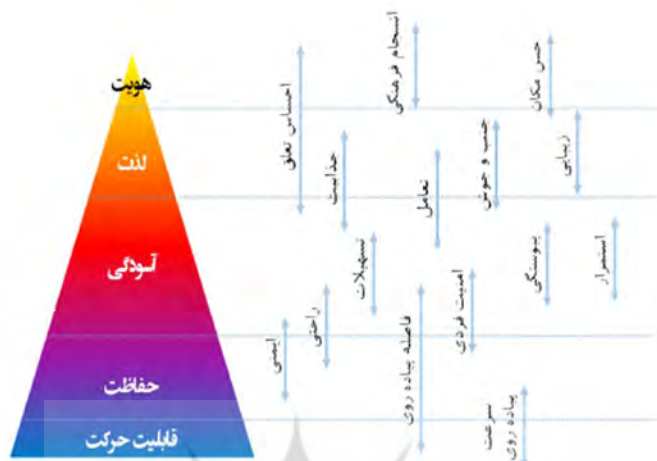 هویت
لذت
آسودگی
حفاظت
قابلیت حرکت
انسجام فرهنگی
حس مکان
احساس تعلق
جذابیت
تعامل
جنب و جوش
زیبایی
تسهیلات
پیوستگی
استمرار
امنیت فردی
راحتی
ایمنی
فاصله پیاده روی
سرعت
پیاده روی